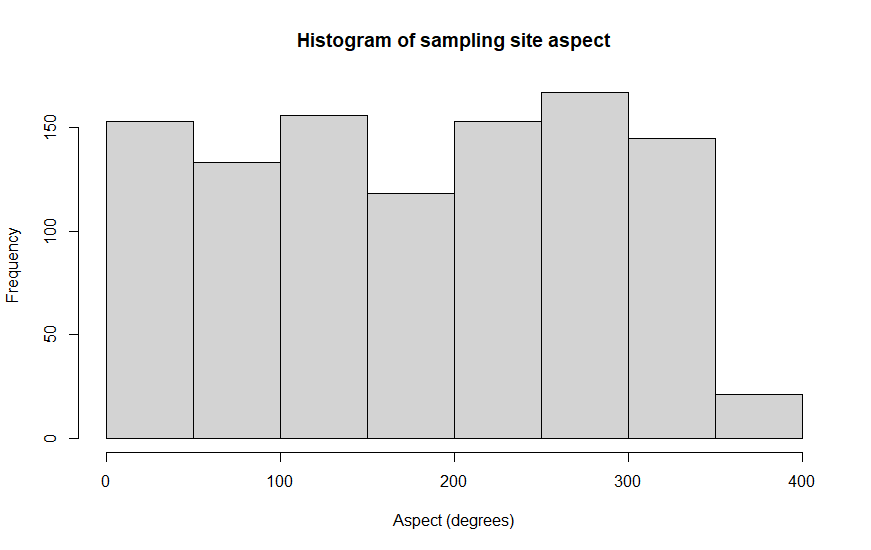 Histogram of sampling site aspect
Frequency
150
100
50
0
0 100 200 300 400
Aspect (degrees)